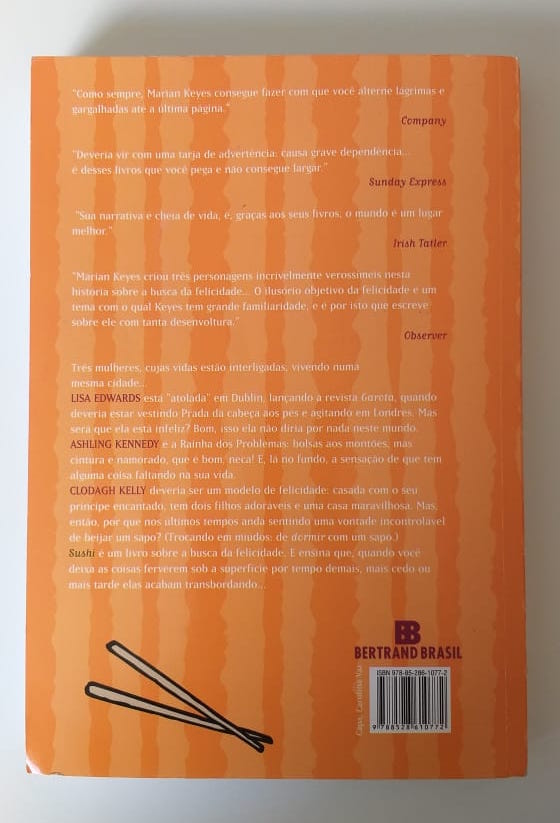 "Como sempre, Marian Keyes consegue fazer com que você alterne lágrimas e
gargalhadas até a última página."
Company
"Deveria vir com uma tarja de advertência: causa grave dependência...
é desses livros que você pega e não consegue largar."
Sunday Express
"Sua narrativa é cheia de vida, e, graças aos seus livros, o mundo é um lugar
melhor."
Irish Tatler
"Marian Keyes criou três personagens incrivelmente verossímeis nesta
história sobre a busca da felicidade... O ilusório objetivo da felicidade é um
tema com o qual Keyes tem grande familiaridade, e é por isto que escreve
sobre ele com tanta desenvoltura."
Observer
Três mulheres, cujas vidas estão interligadas, vivendo numa
mesma cidade...
LISA EDWARDS está "atolada" em Dublin, lançando a revista Garota, quando
deveria estar vestindo Prada da cabeça aos pés e agitando em Londres. Mas
será que ela está infeliz? Bom, isso ela não diria por nada neste mundo.
ASHLING KENNEDY é a Rainha dos Problemas: bolsas aos montões, mas
cintura e namorado, que é bom, neca! E, lá no fundo, a sensação de que tem
alguma coisa faltando na sua vida.
CLODAGH KELLY deveria ser um modelo de felicidade: casada com o seu
príncipe encantado, tem dois filhos adoráveis e uma casa maravilhosa. Mas,
então, por que nos últimos tempos anda sentindo uma vontade incontrolável
de beijar um sapo? (Trocando em miúdos: de dormir com um sapo.)
Sushi é um livro sobre a busca da felicidade. E ensina que, quando você
deixa as coisas ferverem sob a superfície por tempo demais, mais cedo ou
mais tarde elas acabam transbordando...
BB
BERTRAND BRASIL
ISBN 978-85-286-1077-2
9 788528 610772
Capa: Carolina Vaz